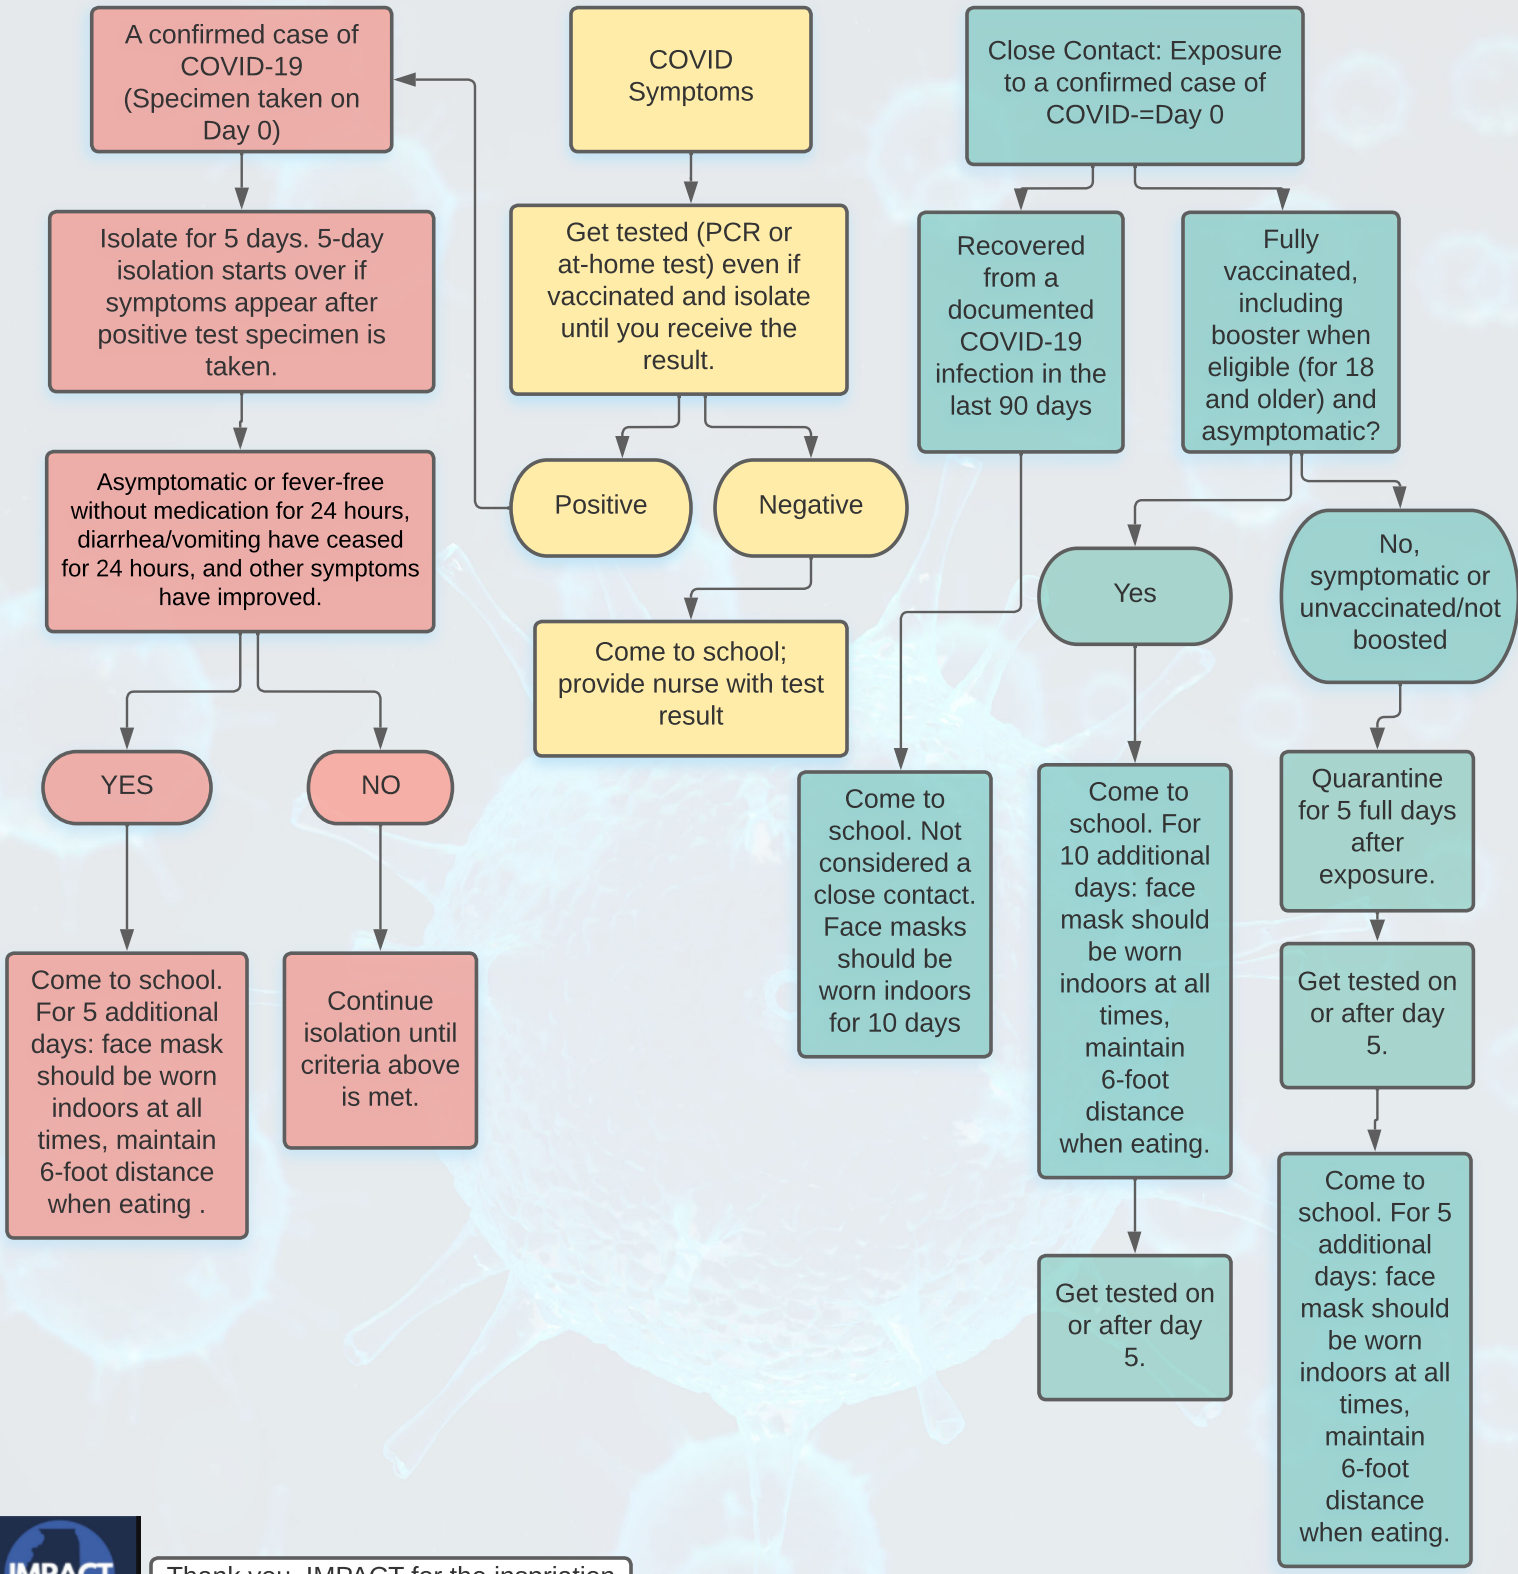 A confirmed case of
COVID-19
(Specimen taken on
Day 0)
Isolate for 5 days. 5-day
isolation starts over if
symptoms appear after
positive test specimen is
taken.
Asymptomatic or fever-free
without medication for 24 hours,
diarrhea/vomiting have ceased
for 24 hours, and other symptoms
have improved.
YES
NO
Come to school.
For 5 additional
days: face mask
should be worn
indoors at all
times, maintain
6-foot distance
when eating .
Continue
isolation until
criteria above
is met.
COVID
Symptoms
Get tested (PCR or
at-home test) even if
vaccinated and isolate
until you receive the
result.
Positive
Negative
Come to school;
provide nurse with test
result
Close Contact: Exposure
to a confirmed case of
COVID-=Day 0
Recovered
from a
documented
COVID-19
infection in the
last 90 days
Fully
vaccinated,
including
booster when
eligible (for 18
and older) and
asymptomatic?
Yes
No,
symptomatic or
unvaccinated/not
boosted
Come to
school. Not
considered a
close contact.
Face masks
should be
worn indoors
for 10 days
Come to
school. For
10 additional
days: face
mask should
be worn
indoors at all
times,
maintain
6-foot
distance
when eating.
Get tested on
or after day
5.
Quarantine
for 5 full days
after
exposure.
Get tested on
or after day
5.
Come to
school. For 5
additional
days: face
mask should
be worn
indoors at all
times,
maintain
6-foot
distance
when eating.
IMPACT
Thank you, IMPACT for the inspriation